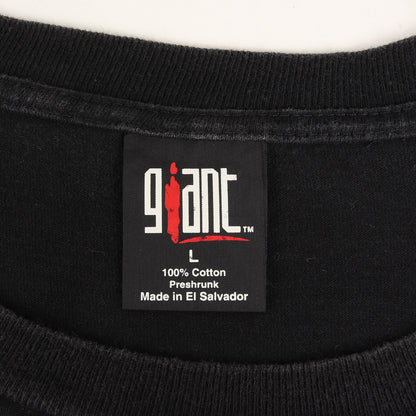 giant™
L
100% Cotton
Preshrunk
Made in El Salvador